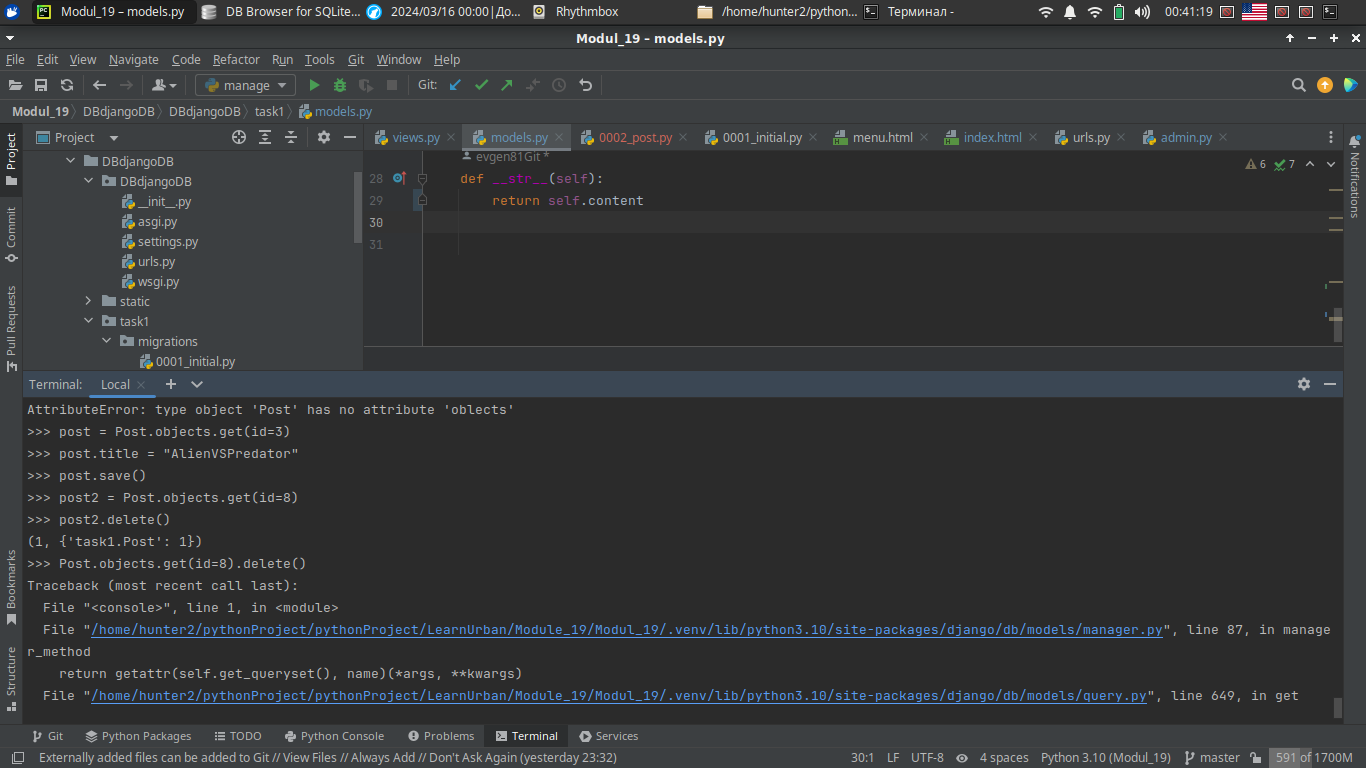 Modul_19 – models.py
DB Browser for SQLite...
2024/03/16 00:00|До...
Rhythmbox
/home/hunter2/python...
Терминал -
00:41:19
Modul_19 – models.py
File Edit View Navigate Code Refactor Run Tools Git Window Help
manage
Git:
Modul_19 DBdjangoDB DBdjangoDB task1 models.py
Project
views.py models.py 0002_post.py 0001_initial.py menu.html index.html urls.py admin.py
Project
Commit
Pull Requests
Bookmarks
Structure
Notifications
DBdjangoDB
DBdjangoDB
__init__.py
asgi.py
settings.py
urls.py
wsgi.py
static
task1
migrations
0001_initial.py
evgen81Git *
6 7
28 def __str__(self):
29 return self.content
30
31
Terminal: Local
AttributeError: type object 'Post' has no attribute 'oblects'
>>> post = Post.objects.get(id=3)
>>> post.title = "AlienVSPredator"
>>> post.save()
>>> post2 = Post.objects.get(id=8)
>>> post2.delete()
(1, {'task1.Post': 1})
>>> Post.objects.get(id=8).delete()
Traceback (most recent call last):
File "<console>", line 1, in <module>
File "/home/hunter2/pythonProject/pythonProject/LearnUrban/Module_19/Modul_19/.venv/lib/python3.10/site-packages/django/db/models/manager.py", line 87, in manage
r_method
return getattr(self.get_queryset(), name)(*args, **kwargs)
File "/home/hunter2/pythonProject/pythonProject/LearnUrban/Module_19/Modul_19/.venv/lib/python3.10/site-packages/django/db/models/query.py", line 649, in get
Git Python Packages TODO Python Console Problems Terminal Services
Externally added files can be added to Git // View Files // Always Add // Don't Ask Again (yesterday 23:32)
30:1 LF UTF-8 4 spaces Python 3.10 (Modul_19) master 591 of 1700M